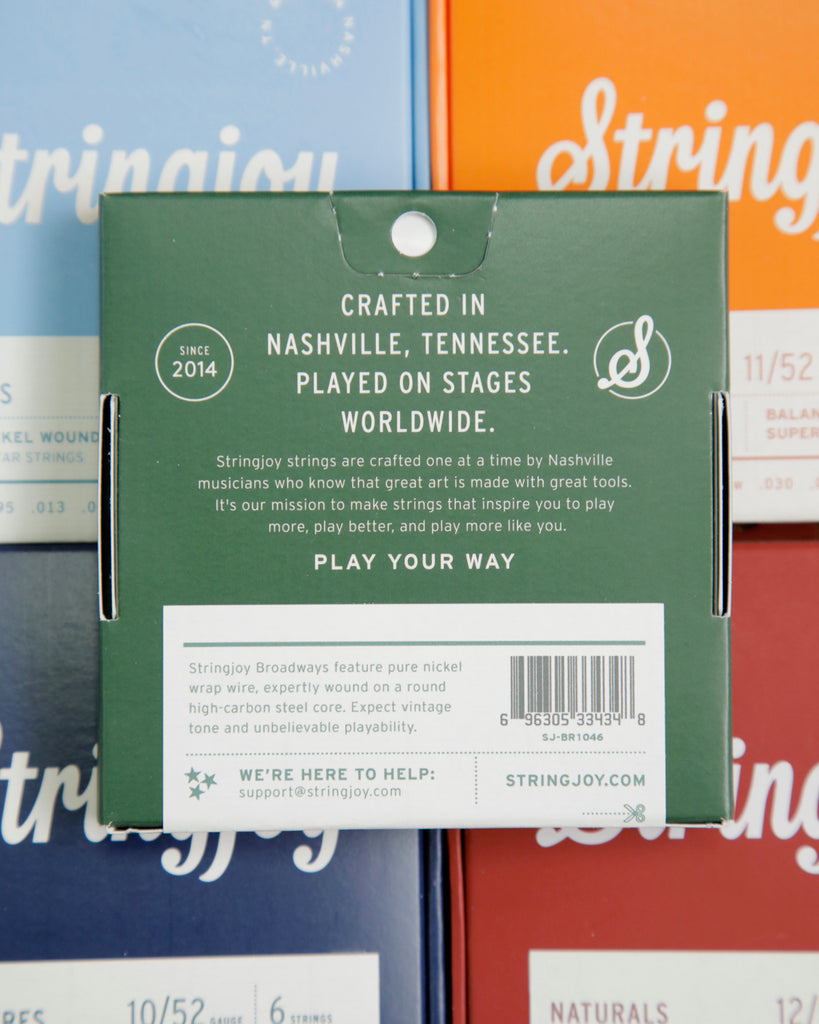 NASHVILLE
Stringjoy
CRAFTED IN
NASHVILLE, TENNESSEE.
PLAYED ON STAGES
WORLDWIDE.
SINCE
2014
S
Stringjoy strings are crafted one at a time by Nashville
musicians who know that great art is made with great tools.
It's our mission to make strings that inspire you to play
more, play better, and play more like you.
PLAY YOUR WAY
Stringjoy Broadways feature pure nickel
wrap wire, expertly wound on a round
high-carbon steel core. Expect vintage
tone and unbelievable playability.
6 96305 33434 8
SJ-BR1046
WE'RE HERE TO HELP:
support@stringjoy.com
STRINGJOY.COM
WOUND
STRINGS
.013
11/52
.030
10/52 GAUGE
6 STRINGS
NATURALS